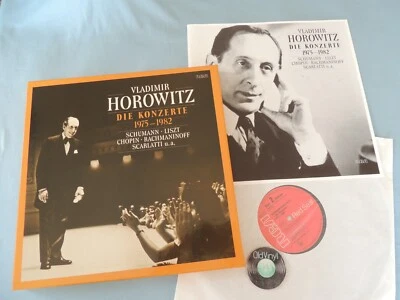 VLADIMIR
HOROWITZ
DIE KONZERTE
1975–1982
SCHUMANN · LISZT
CHOPIN · RACHMANINOFF
SCARLATTI u.a.
VLADIMIR
HOROWITZ
DIE KONZERTE
1975–1982
SCHUMANN · LISZT
CHOPIN · RACHMANINOFF
SCARLATTI u.a.
OldVinyl